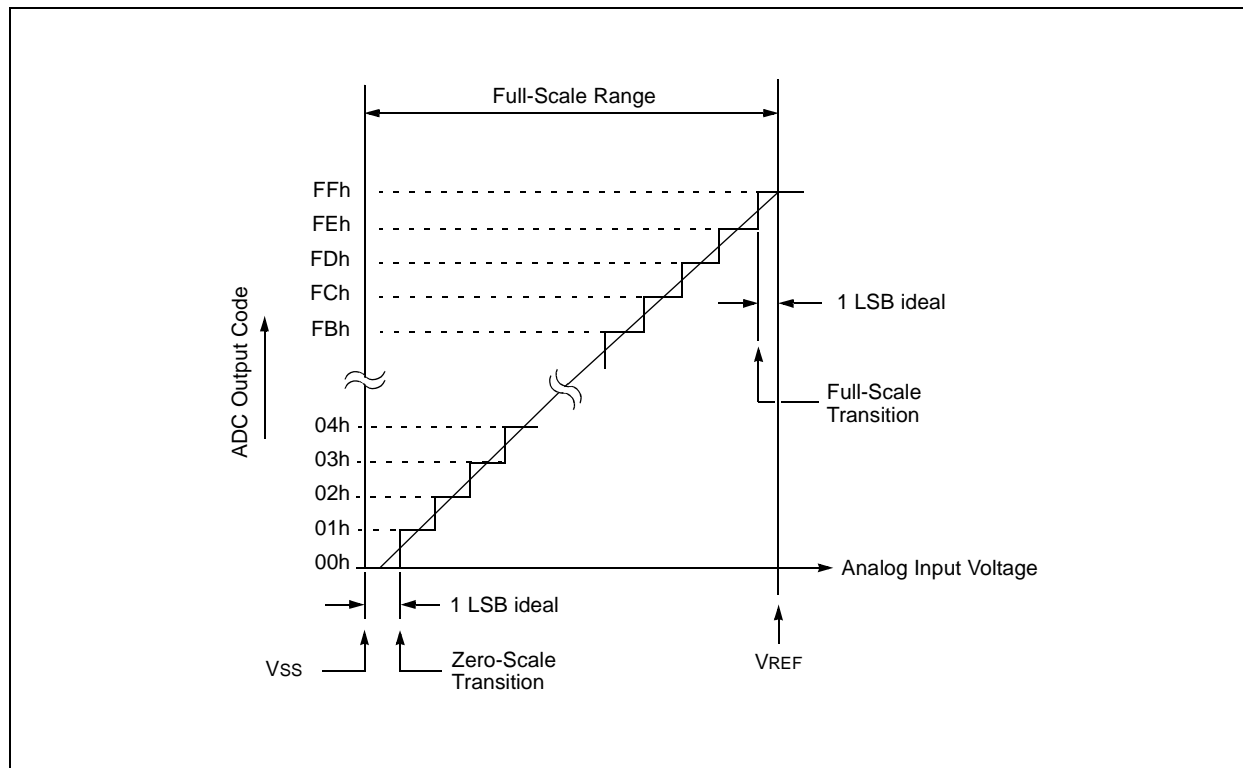 Full-Scale Range
FFh
FEh
FDh
FCh
FBh
1 LSB ideal
ADC Output Code
Full-Scale
Transition
04h
03h
02h
01h
00h
Analog Input Voltage
1 LSB ideal
VSS
Zero-Scale
Transition
VREF